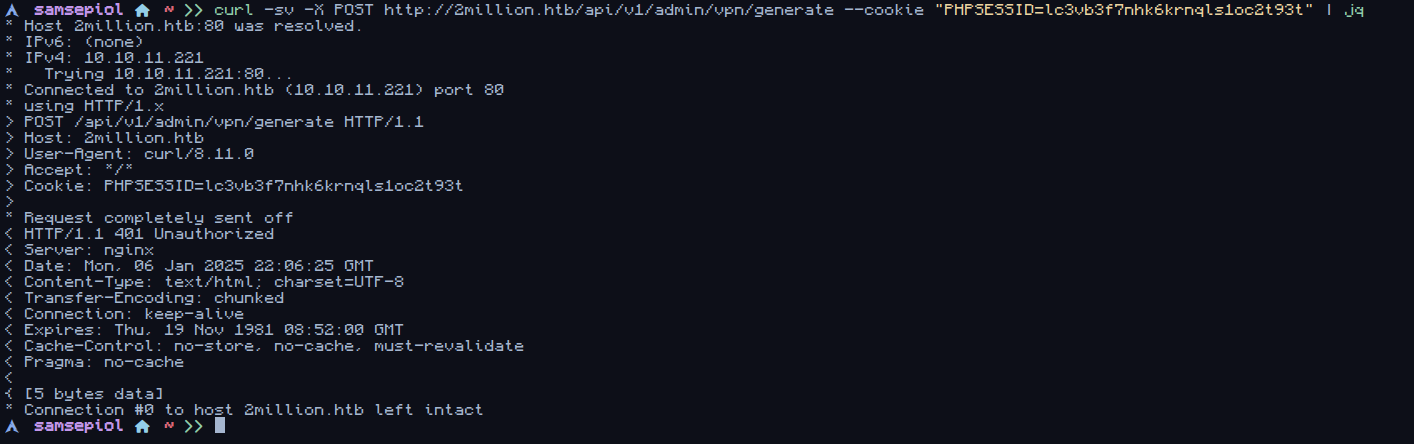 samsepiol ~ >> curl -sv -X POST http://2million.htb/api/v1/admin/vpn/generate --cookie "PHPSESSID=lc3vb3f7nhk6krnqls1oc2t93t" | jq
* Host 2million.htb:80 was resolved.
* IPv6: (none)
* IPv4: 10.10.11.221
*   Trying 10.10.11.221:80...
* Connected to 2million.htb (10.10.11.221) port 80
* using HTTP/1.x
> POST /api/v1/admin/vpn/generate HTTP/1.1
> Host: 2million.htb
> User-Agent: curl/8.11.0
> Accept: */*
> Cookie: PHPSESSID=lc3vb3f7nhk6krnqls1oc2t93t
>
* Request completely sent off
< HTTP/1.1 401 Unauthorized
< Server: nginx
< Date: Mon, 06 Jan 2025 22:06:25 GMT
< Content-Type: text/html; charset=UTF-8
< Transfer-Encoding: chunked
< Connection: keep-alive
< Expires: Thu, 19 Nov 1981 08:52:00 GMT
< Cache-Control: no-store, no-cache, must-revalidate
< Pragma: no-cache
<
{ [5 bytes data]
* Connection #0 to host 2million.htb left intact
samsepiol ~ >>